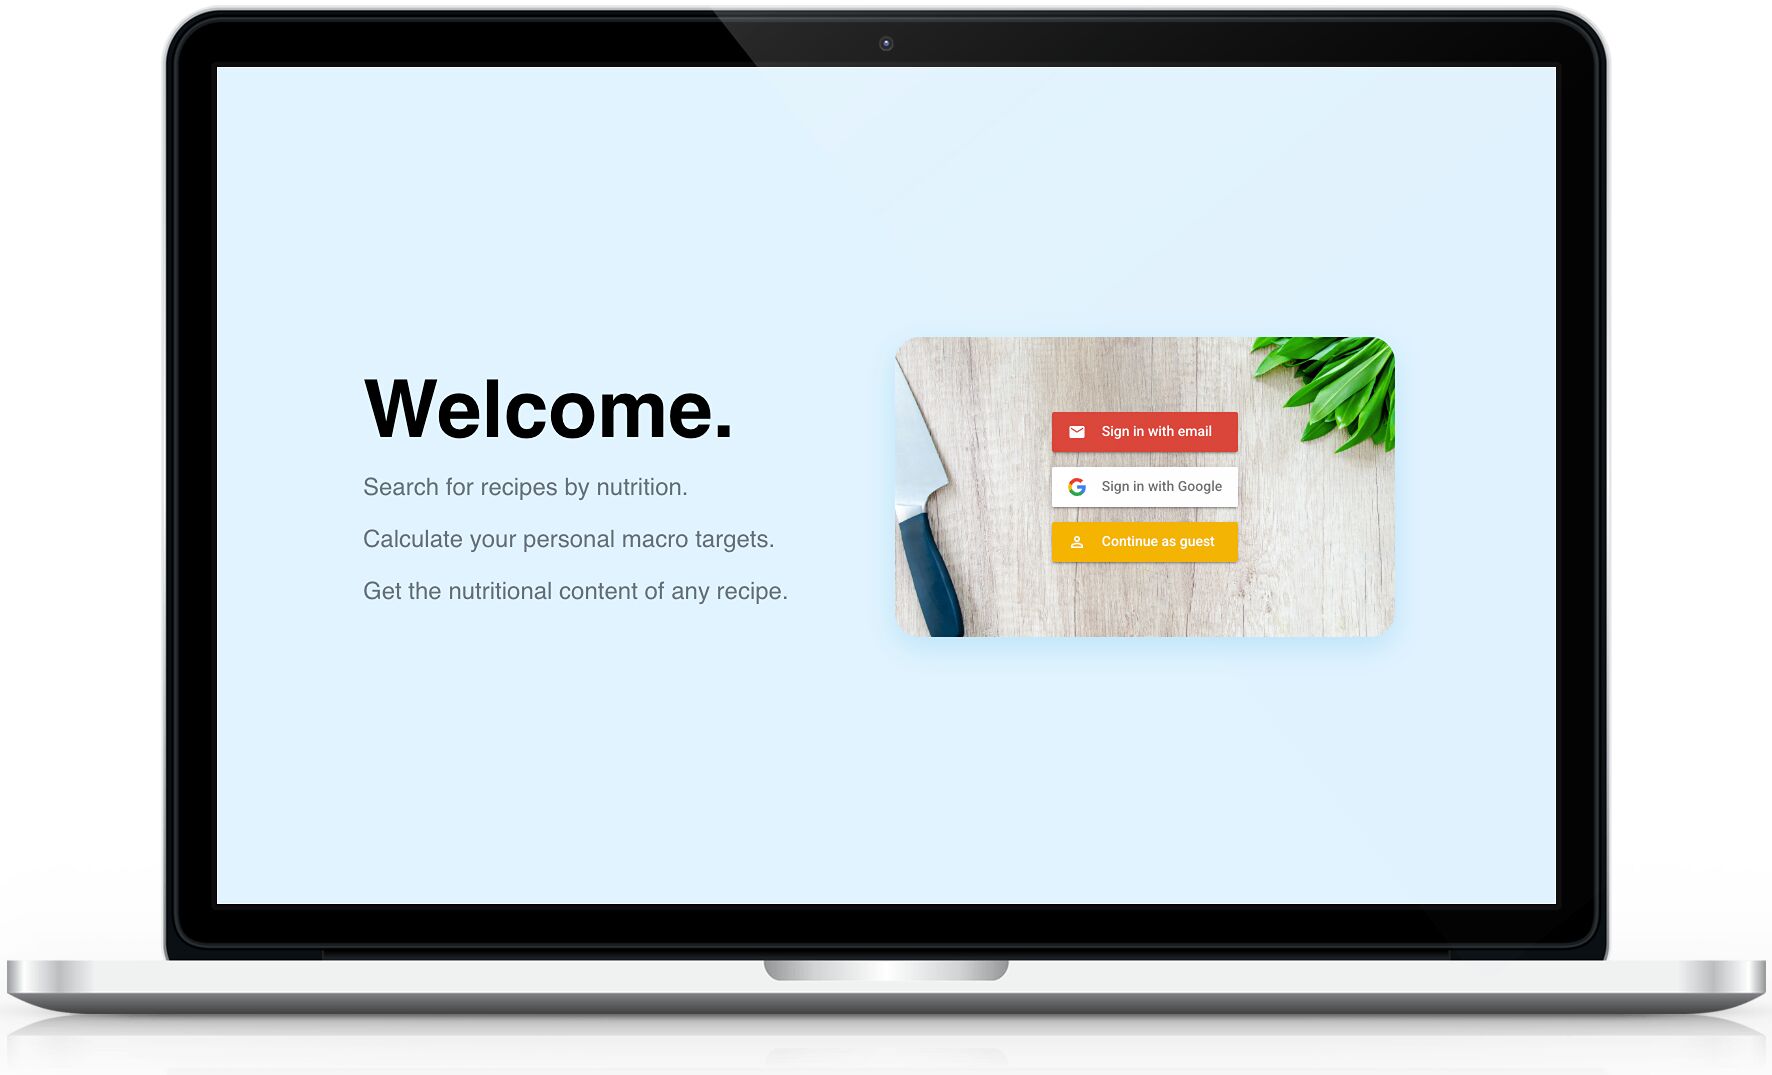 Welcome.
Search for recipes by nutrition.
Calculate your personal macro targets.
Get the nutritional content of any recipe.
Sign in with email
Sign in with Google
Continue as guest